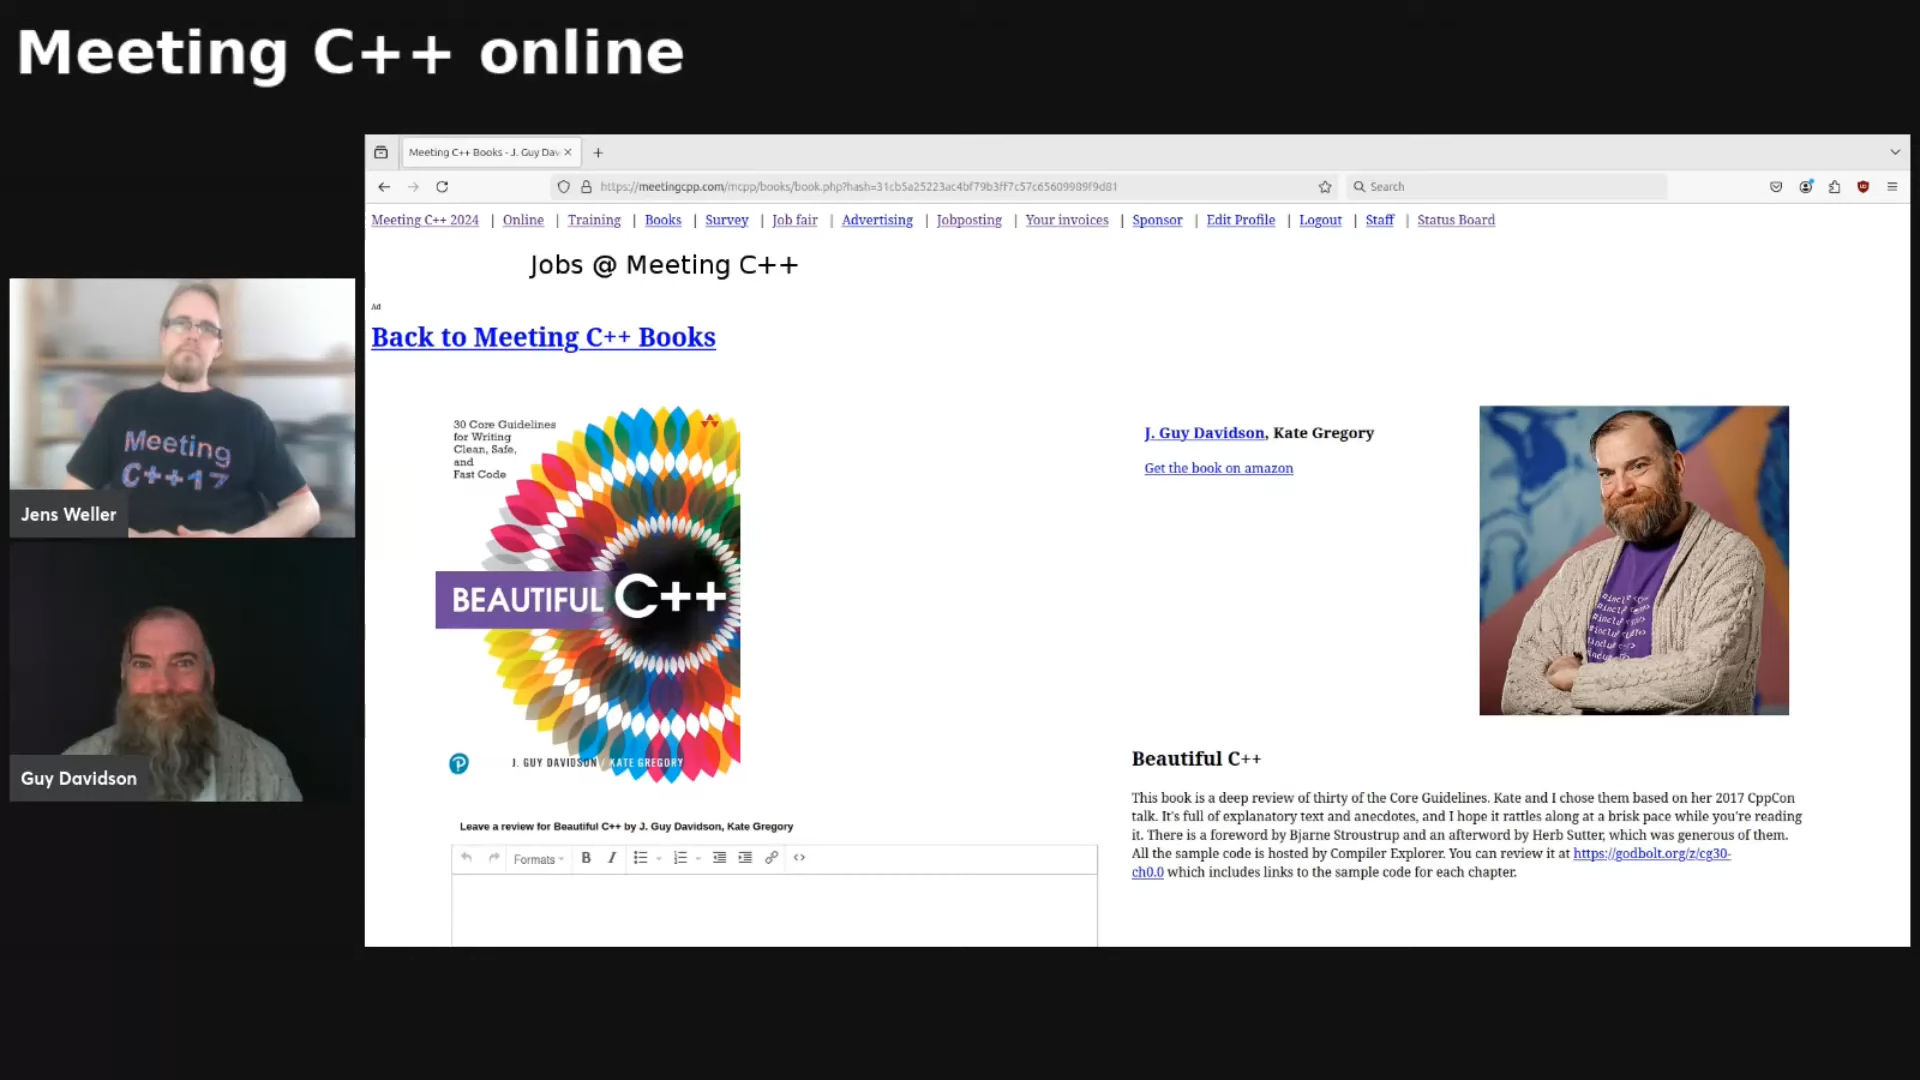 Meeting C++ online
Meeting C++ Books - J. Guy Dav
https://meetingcpp.com/mcpp/books/book.php?hash=31cb5a25223ac4bf79b3ff7c57c65609989f9d81
Search
Meeting C++ 2024 | Online | Training | Books | Survey | Job fair | Advertising | Jobposting | Your invoices | Sponsor | Edit Profile | Logout | Staff | Status Board
Jobs @ Meeting C++
Ad
Back to Meeting C++ Books
30 Core Guidelines
for Writing
Clean, Safe,
and
Fast Code
BEAUTIFUL C++
J. GUY DAVIDSON / KATE GREGORY
J. Guy Davidson, Kate Gregory
Get the book on amazon
Meeting
C++17
Jens Weller
Guy Davidson
Beautiful C++
This book is a deep review of thirty of the Core Guidelines. Kate and I chose them based on her 2017 CppCon
talk. It's full of explanatory text and anecdotes, and I hope it rattles along at a brisk pace while you're reading
it. There is a foreword by Bjarne Stroustrup and an afterword by Herb Sutter, which was generous of them.
All the sample code is hosted by Compiler Explorer. You can review it at https://godbolt.org/z/cg30-
ch0.0 which includes links to the sample code for each chapter.
Leave a review for Beautiful C++ by J. Guy Davidson, Kate Gregory
Formats
B I